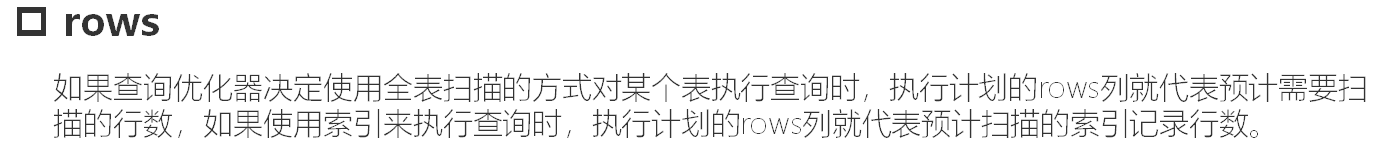 rows
如果查询优化器决定使用全表扫描的方式对某个表执行查询时，执行计划的rows列就代表预计需要扫
描的行数，如果使用索引来执行查询时，执行计划的rows列就代表预计扫描的索引记录行数。